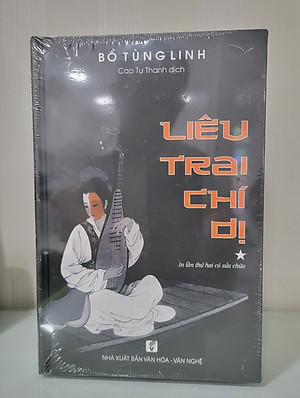 BỒ TÙNG LINH
Cao Tự Thanh dịch
LIÊU
TRAI
CHÍ
DỊ
In lần thứ hai có sửa chữa
NHÀ XUẤT BẢN VĂN HÓA - VĂN NGHỆ